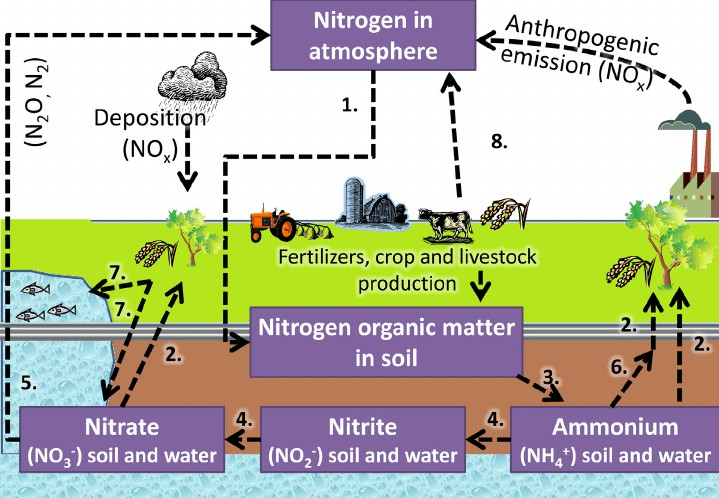 Nitrogen in
atmosphere
Anthropogenic
emission (NOₓ)
(N₂O, N₂)
1.
Deposition
(NOₓ)
8.
Fertilizers, crop and livestock
production
7.
7.
2.
Nitrogen organic matter
in soil
2.
2.
3.
6.
5.
4.
4.
Nitrate
(NO₃⁻) soil and water
Nitrite
(NO₂⁻) soil and water
Ammonium
(NH₄⁺) soil and water